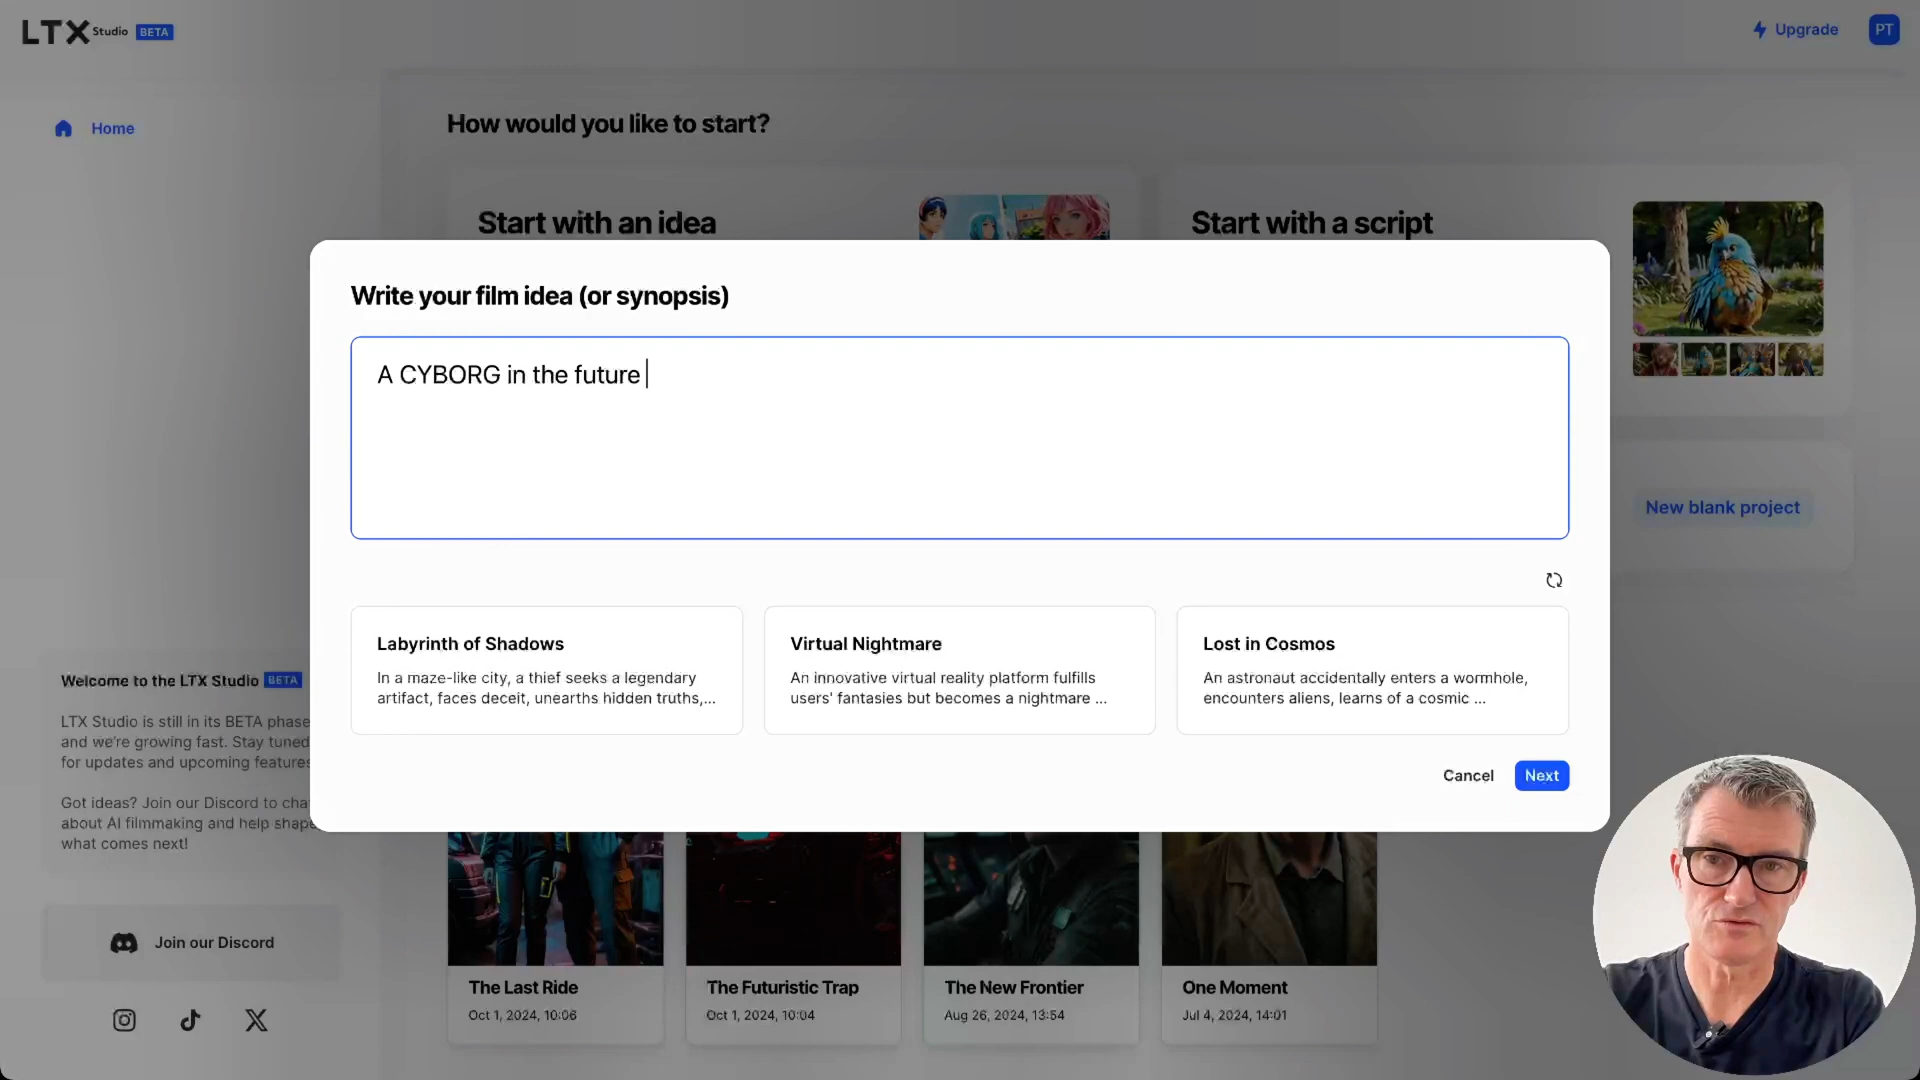 LTX Studio BETA
Upgrade
PT
Home
How would you like to start?
Start with an idea
Start with a script
Write your film idea (or synopsis)
A CYBORG in the future
New blank project
Labyrinth of Shadows
In a maze-like city, a thief seeks a legendary
artifact, faces deceit, unearths hidden truths,...
Virtual Nightmare
An innovative virtual reality platform fulfills
users' fantasies but becomes a nightmare ...
Lost in Cosmos
An astronaut accidentally enters a wormhole,
encounters aliens, learns of a cosmic ...
Cancel
Next
Welcome to the LTX Studio BETA
LTX Studio is still in its BETA phase
and we're growing fast. Stay tuned
for updates and upcoming features
Got ideas? Join our Discord to cha
about AI filmmaking and help shape
what comes next!
Join our Discord
The Last Ride
Oct 1, 2024, 10:06
The Futuristic Trap
Oct 1, 2024, 10:04
The New Frontier
Aug 26, 2024, 13:54
One Moment
Jul 4, 2024, 14:01